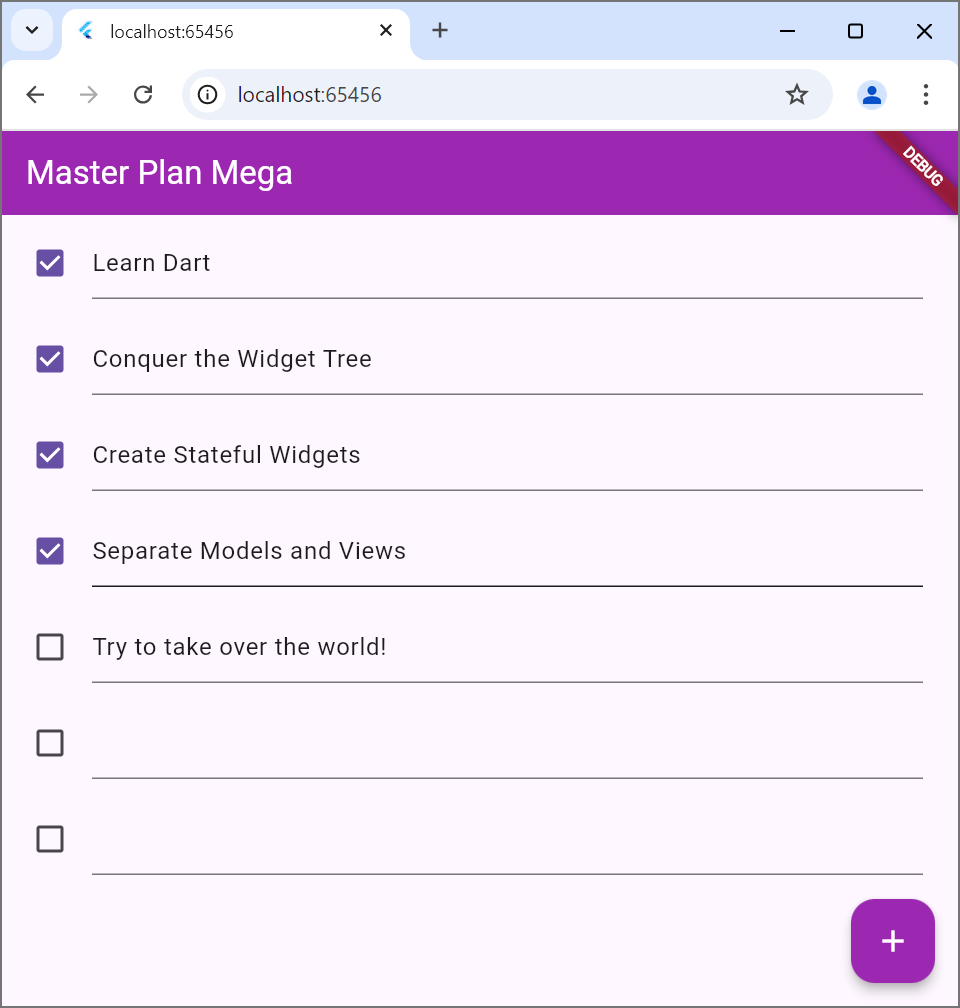 localhost:65456
localhost:65456
Master Plan Mega
DEBUG
Learn Dart
Conquer the Widget Tree
Create Stateful Widgets
Separate Models and Views
Try to take over the world!